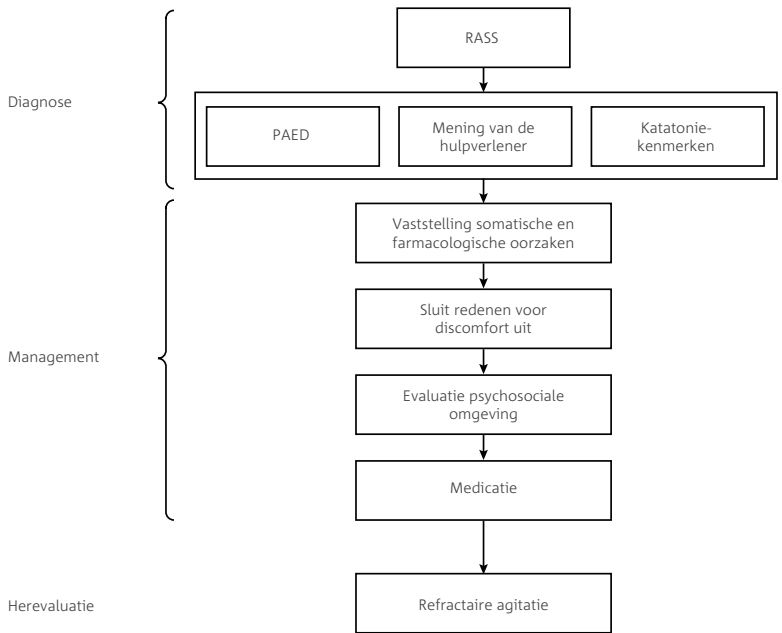 RASS
Diagnose
PAED
Mening van de
hulpverlener
Katatonie-
kenmerken
Vaststelling somatische en
farmacologische oorzaken
Sluit redenen voor
discomfort uit
Management
Evaluatie psychosociale
omgeving
Medicatie
Herevaluatie
Refractaire agitatie